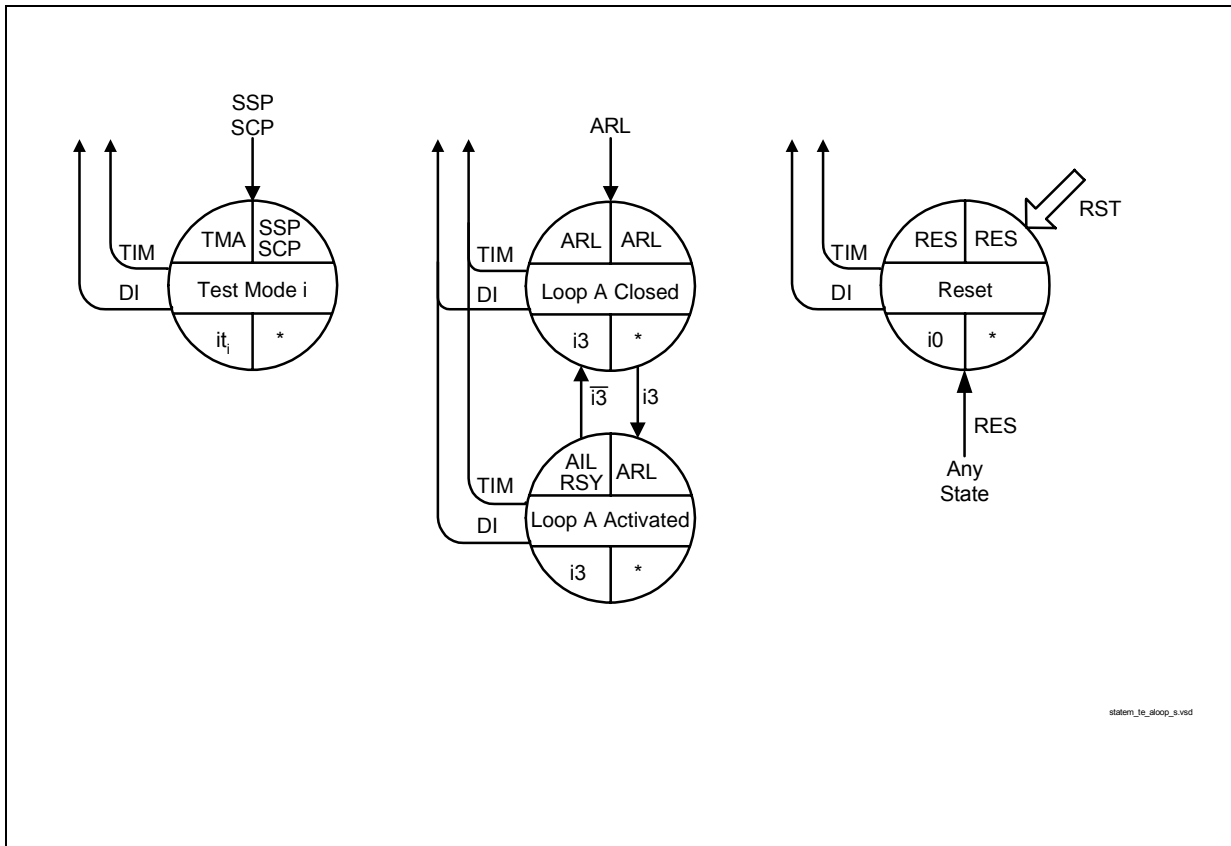 SSP
SCP
TIM
DI
TMA
SSP
SCP
Test Mode i
iti
*
ARL
TIM
DI
ARL
ARL
Loop A Closed
i3
*
i3̅
i3
TIM
DI
AIL
RSY
ARL
Loop A Activated
i3
*
RST
TIM
DI
RES
RES
Reset
i0
*
RES
Any
State
statem_te_aloop_s.vsd